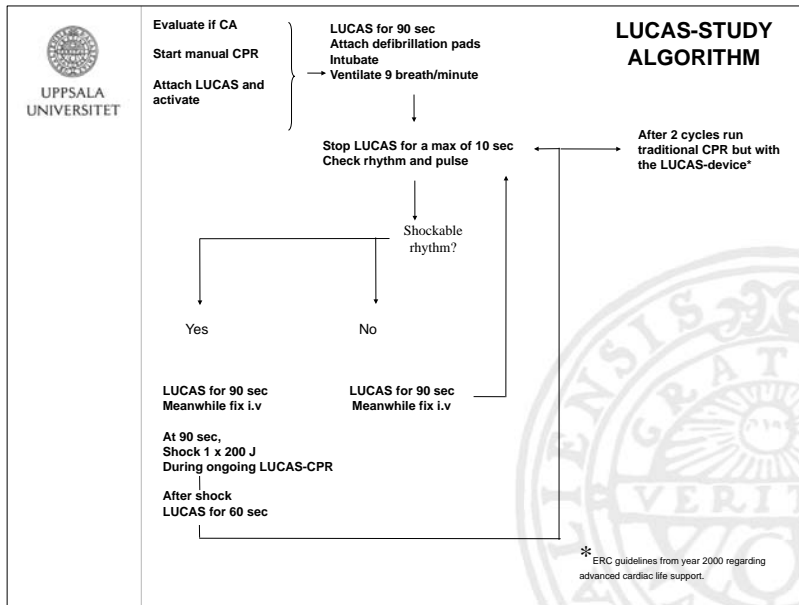 UPPSALA
UNIVERSITET
LUCAS-STUDY
ALGORITHM
Evaluate if CA
Start manual CPR
Attach LUCAS and
activate
LUCAS for 90 sec
Attach defibrillation pads
Intubate
Ventilate 9 breath/minute
Stop LUCAS for a max of 10 sec
Check rhythm and pulse
After 2 cycles run
traditional CPR but with
the LUCAS-device*
Shockable
rhythm?
Yes
No
LUCAS for 90 sec
Meanwhile fix i.v
LUCAS for 90 sec
Meanwhile fix i.v
At 90 sec,
Shock 1 x 200 J
During ongoing LUCAS-CPR
After shock
LUCAS for 60 sec
* ERC guidelines from year 2000 regarding
advanced cardiac life support.